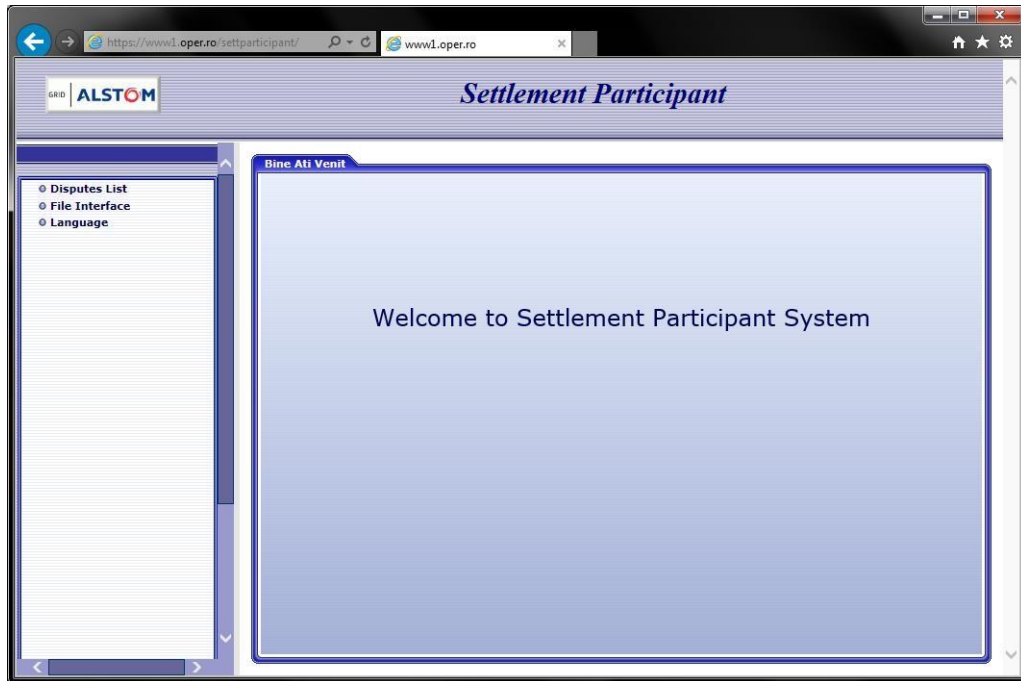 https://www1.oper.ro/settparticipant/
www1.oper.ro
GRID ALSTOM
Settlement Participant
Disputes List
File Interface
Language
Bine Ati Venit
Welcome to Settlement Participant System